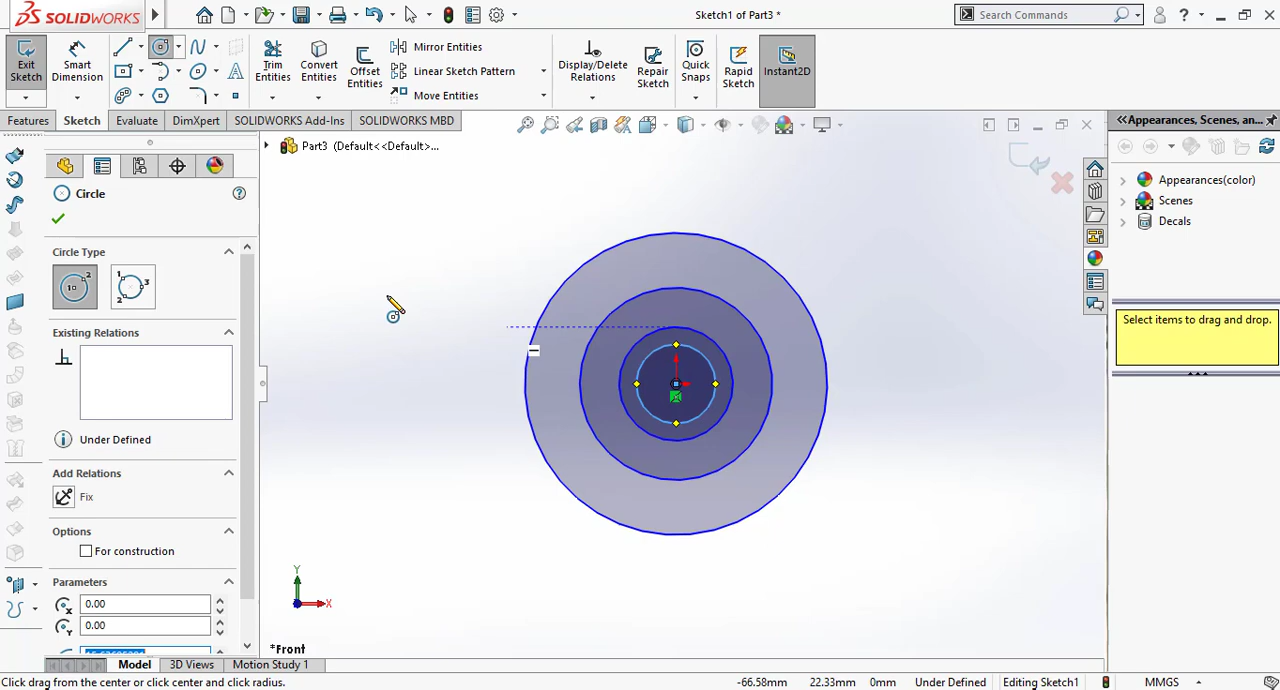 SOLIDWORKS
Sketch1 of Part3 *
Search Commands
Exit Sketch
Smart Dimension
Trim Entities
Convert Entities
Offset Entities
Mirror Entities
Linear Sketch Pattern
Move Entities
Display/Delete Relations
Repair Sketch
Quick Snaps
Rapid Sketch
Instant2D
Features
Sketch
Evaluate
DimXpert
SOLIDWORKS Add-Ins
SOLIDWORKS MBD
Appearances, Scenes, an...
Part3 (Default<<Default>...
Appearances(color)
Scenes
Decals
Circle
Circle Type
Existing Relations
Under Defined
Add Relations
Fix
Options
For construction
Parameters
0.00
0.00
Select items to drag and drop.
Y
X
*Front
Model
3D Views
Motion Study 1
Click drag from the center or click center and click radius.
-66.58mm
22.33mm
0mm
Under Defined
Editing Sketch1
MMGS